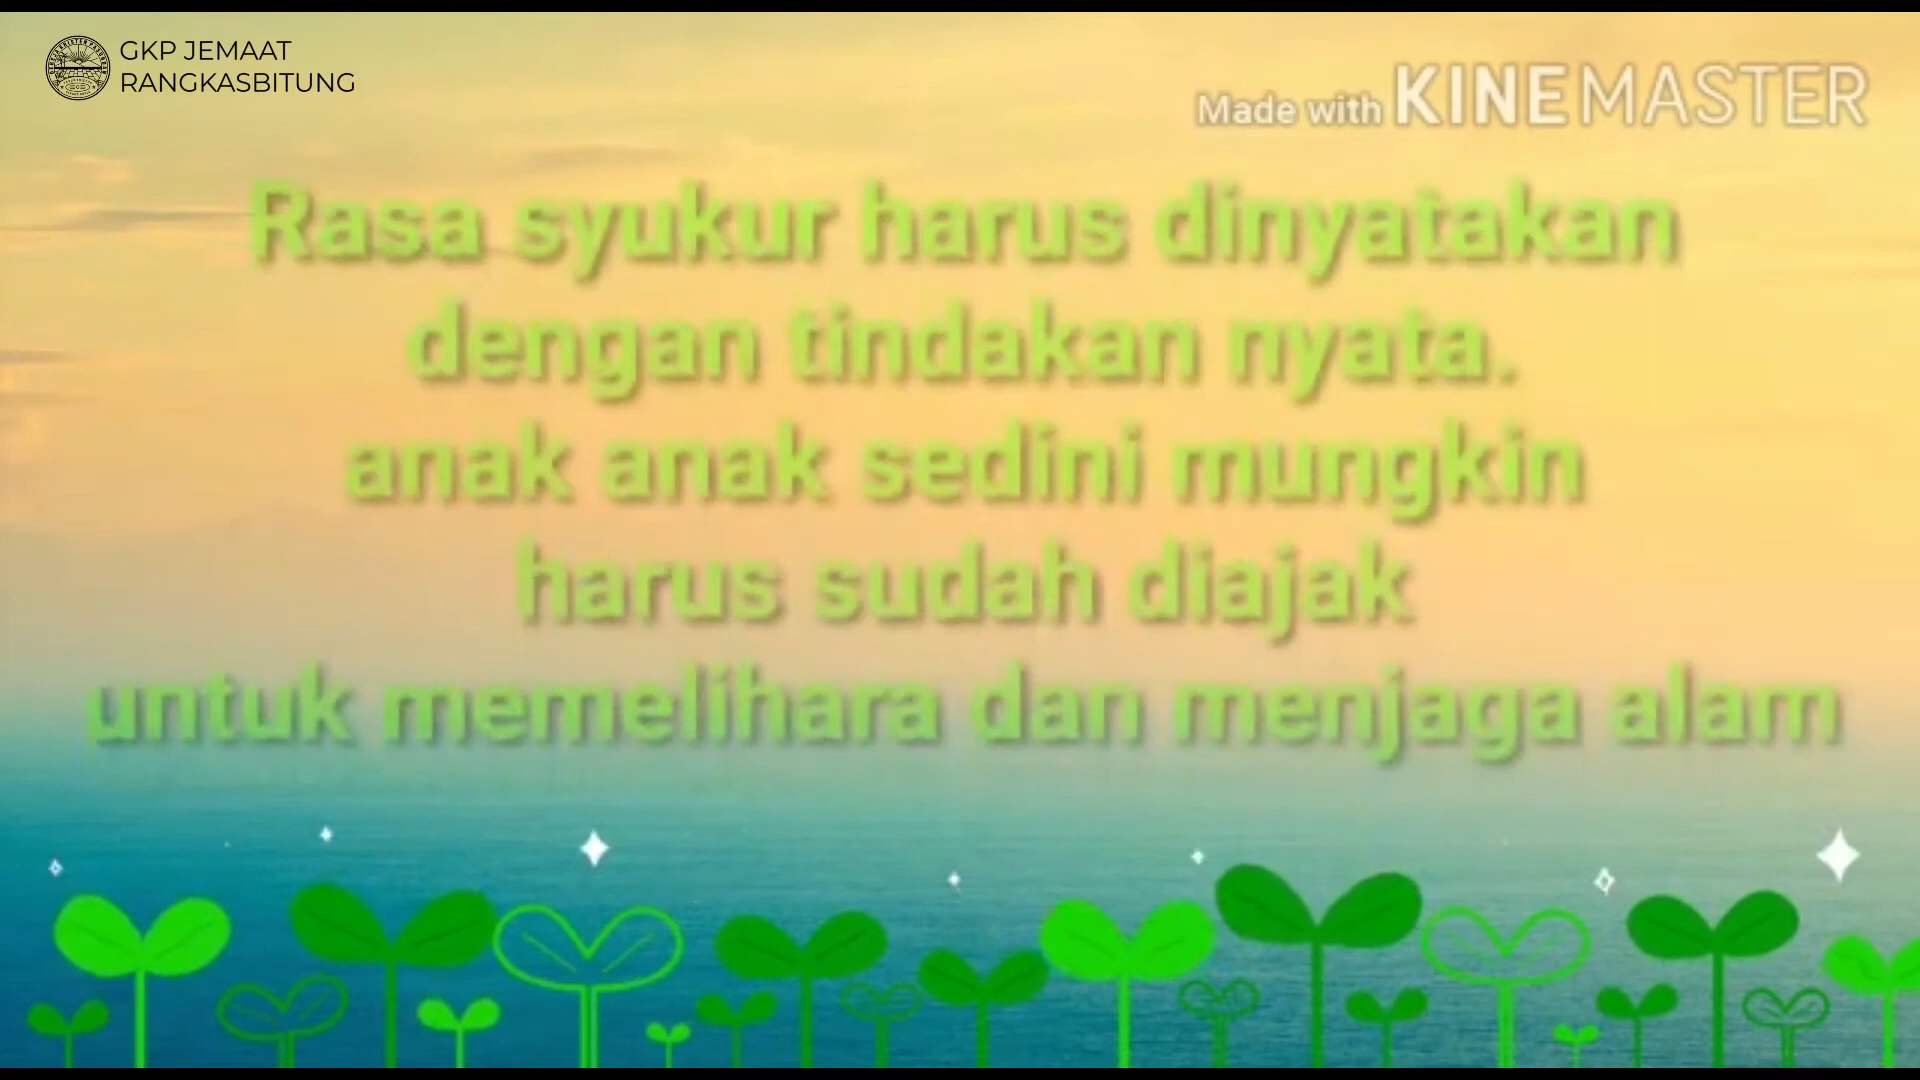 GKP JEMAAT
RANGKASBITUNG
Made with KINEMASTER
Rasa syukur harus dinyatakan
dengan tindakan nyata.
anak anak sedini mungkin
harus sudah diajak
untuk memelihara dan menjaga alam